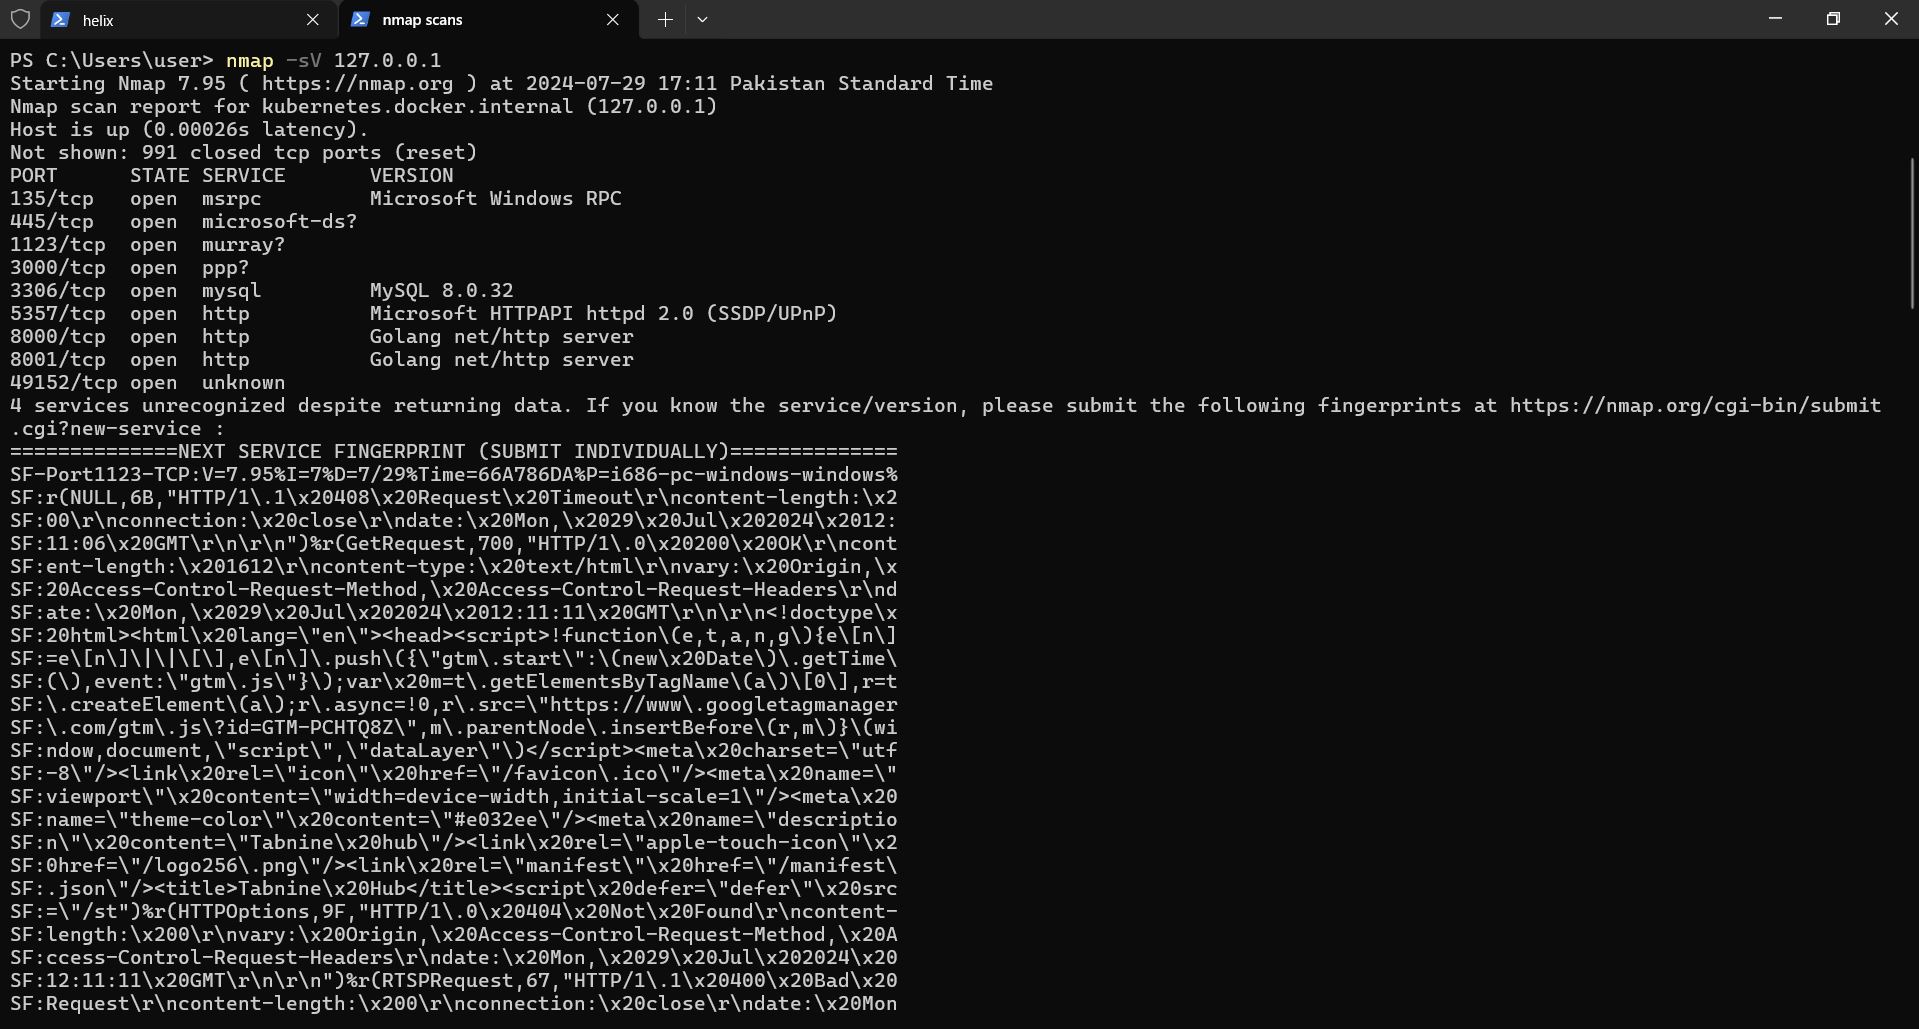 helix
nmap scans
PS C:\Users\user> nmap -sV 127.0.0.1
Starting Nmap 7.95 ( https://nmap.org ) at 2024-07-29 17:11 Pakistan Standard Time
Nmap scan report for kubernetes.docker.internal (127.0.0.1)
Host is up (0.00026s latency).
Not shown: 991 closed tcp ports (reset)
PORT      STATE SERVICE       VERSION
135/tcp   open  msrpc         Microsoft Windows RPC
445/tcp   open  microsoft-ds?
1123/tcp  open  murray?
3000/tcp  open  ppp?
3306/tcp  open  mysql         MySQL 8.0.32
5357/tcp  open  http          Microsoft HTTPAPI httpd 2.0 (SSDP/UPnP)
8000/tcp  open  http          Golang net/http server
8001/tcp  open  http          Golang net/http server
49152/tcp open  unknown
4 services unrecognized despite returning data. If you know the service/version, please submit the following fingerprints at https://nmap.org/cgi-bin/submit
.cgi?new-service :
==============NEXT SERVICE FINGERPRINT (SUBMIT INDIVIDUALLY)==============
SF-Port1123-TCP:V=7.95%I=7%D=7/29%Time=66A786DA%P=i686-pc-windows-windows%
SF:r(NULL,6B,"HTTP/1\.1\x20408\x20Request\x20Timeout\r\ncontent-length:\x2
SF:00\r\nconnection:\x20close\r\ndate:\x20Mon,\x2029\x20Jul\x202024\x2012:
SF:11:06\x20GMT\r\n\r\n")%r(GetRequest,700,"HTTP/1\.0\x20200\x20OK\r\ncont
SF:ent-length:\x201612\r\ncontent-type:\x20text/html\r\nvary:\x20Origin,\x
SF:20Access-Control-Request-Method,\x20Access-Control-Request-Headers\r\nd
SF:ate:\x20Mon,\x2029\x20Jul\x202024\x2012:11:11\x20GMT\r\n\r\n<!doctype\x
SF:20html><html\x20lang=\"en\"><head><script>!function\(e,t,a,n,g\){e\[n\]
SF:=e\[n\]\|\|\[\],e\[n\]\.push\({\"gtm\.start\":\(new\x20Date\)\.getTime\
SF:(\),event:\"gtm\.js\"}\);var\x20m=t\.getElementsByTagName\(a\)\[0\],r=t
SF:\.createElement\(a\);r\.async=!0,r\.src=\"https://www\.googletagmanager
SF:\.com/gtm\.js\?id=GTM-PCHTQ8Z\",m\.parentNode\.insertBefore\(r,m\)}\(wi
SF:ndow,document,\"script\",\"dataLayer\"\)</script><meta\x20charset=\"utf
SF:-8\"/><link\x20rel=\"icon\"\x20href=\"/favicon\.ico\"/><meta\x20name=\"
SF:viewport\"\x20content=\"width=device-width,initial-scale=1\"/><meta\x20
SF:name=\"theme-color\"\x20content=\"#e032ee\"/><meta\x20name=\"descriptio
SF:n\"\x20content=\"Tabnine\x20hub\"/><link\x20rel=\"apple-touch-icon\"\x2
SF:0href=\"/logo256\.png\"/><link\x20rel=\"manifest\"\x20href=\"/manifest\
SF:.json\"/><title>Tabnine\x20Hub</title><script\x20defer=\"defer\"\x20src
SF:=\"/st")%r(HTTPOptions,9F,"HTTP/1\.0\x20404\x20Not\x20Found\r\ncontent-
SF:length:\x200\r\nvary:\x20Origin,\x20Access-Control-Request-Method,\x20A
SF:ccess-Control-Request-Headers\r\ndate:\x20Mon,\x2029\x20Jul\x202024\x20
SF:12:11:11\x20GMT\r\n\r\n")%r(RTSPRequest,67,"HTTP/1\.1\x20400\x20Bad\x20
SF:Request\r\ncontent-length:\x200\r\nconnection:\x20close\r\ndate:\x20Mon